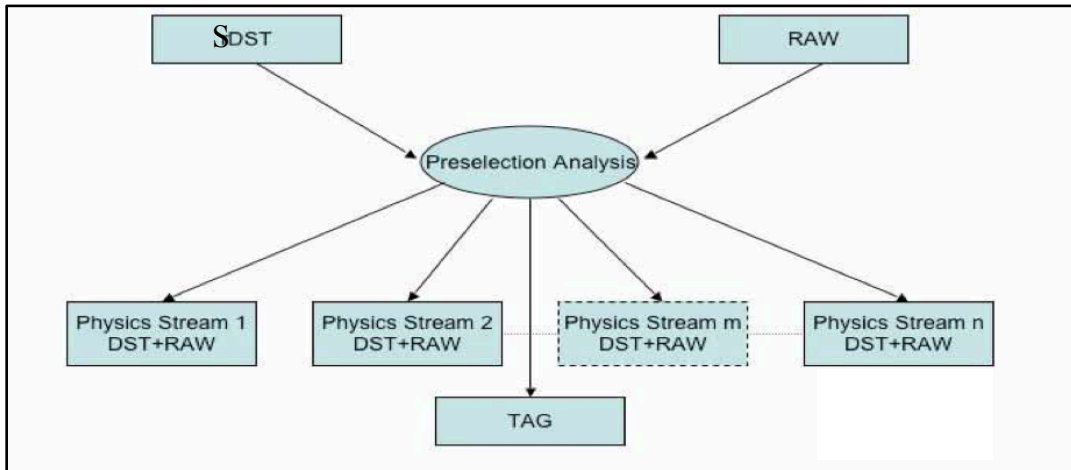 SDST
RAW
Preselection Analysis
Physics Stream 1
DST+RAW
Physics Stream 2
DST+RAW
Physics Stream m
DST+RAW
Physics Stream n
DST+RAW
TAG